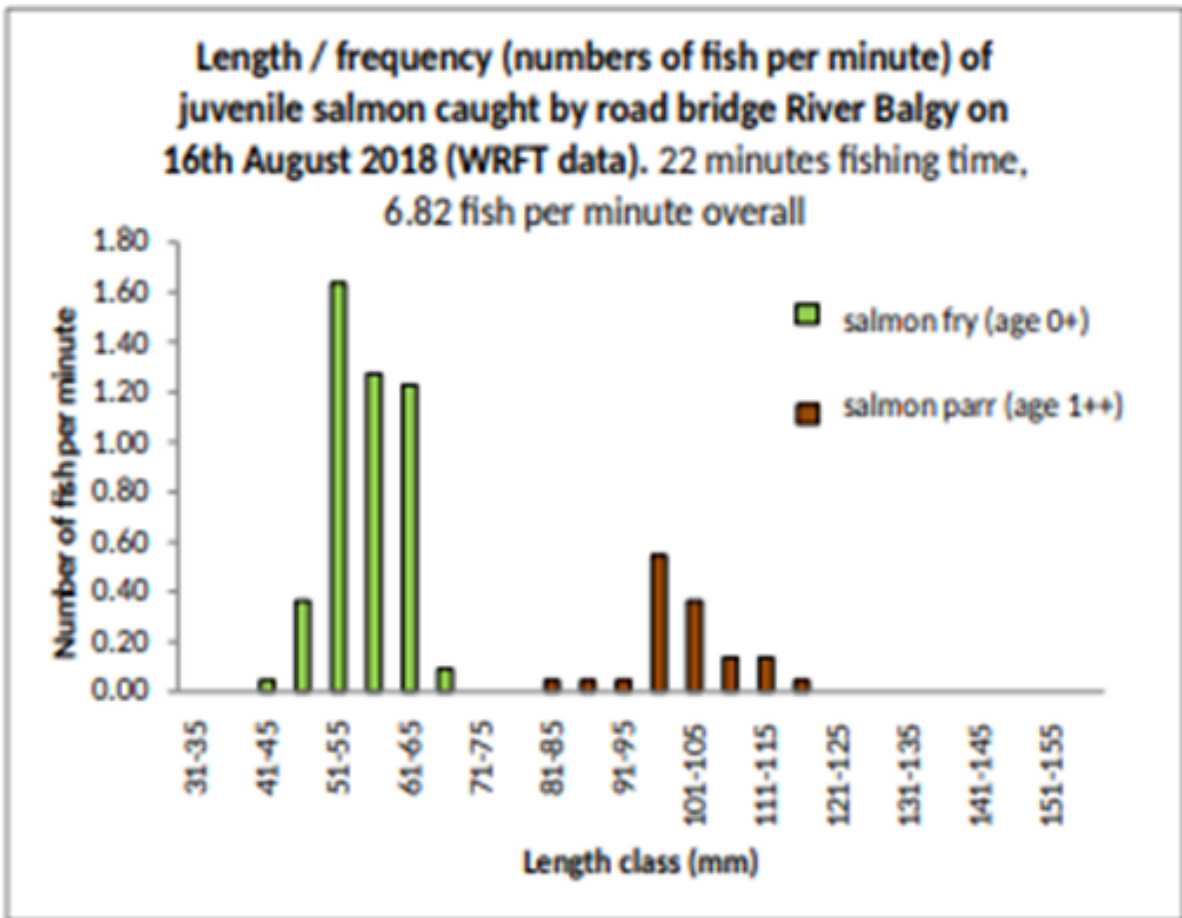 Length / frequency (numbers of fish per minute) of
juvenile salmon caught by road bridge River Balgy on
16th August 2018 (WRFT data). 22 minutes fishing time,
6.82 fish per minute overall
1.80
1.60
1.40
1.20
1.00
0.80
0.60
0.40
0.20
0.00
Number of fish per minute
salmon fry (age 0+)
salmon parr (age 1++)
31-35
41-45
51-55
61-65
71-75
81-85
91-95
101-105
111-115
121-125
131-135
141-145
151-155
Length class (mm)